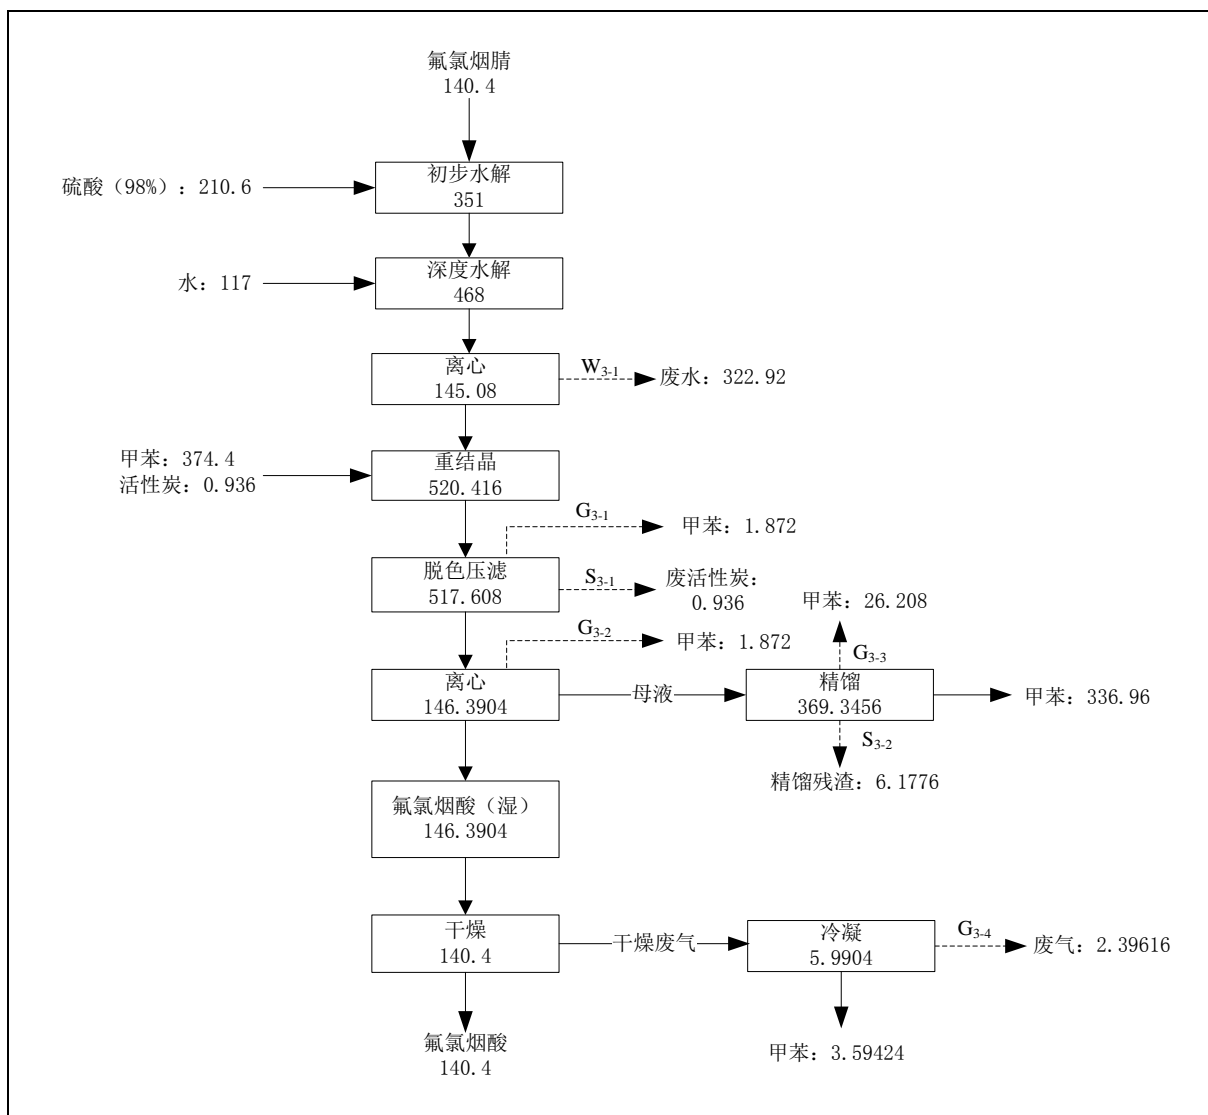 氟氯烟腈
140.4
硫酸（98%）：210.6
初步水解
351
水：117
深度水解
468
离心
145.08
W3-1
废水：322.92
甲苯：374.4
活性炭：0.936
重结晶
520.416
G3-1
甲苯：1.872
脱色压滤
517.608
S3-1
废活性炭：
0.936
G3-2
甲苯：1.872
甲苯：26.208
G3-3
离心
146.3904
母液
精馏
369.3456
甲苯：336.96
S3-2
精馏残渣：6.1776
氟氯烟酸（湿）
146.3904
干燥
140.4
干燥废气
冷凝
5.9904
G3-4
废气：2.39616
氟氯烟酸
140.4
甲苯：3.59424